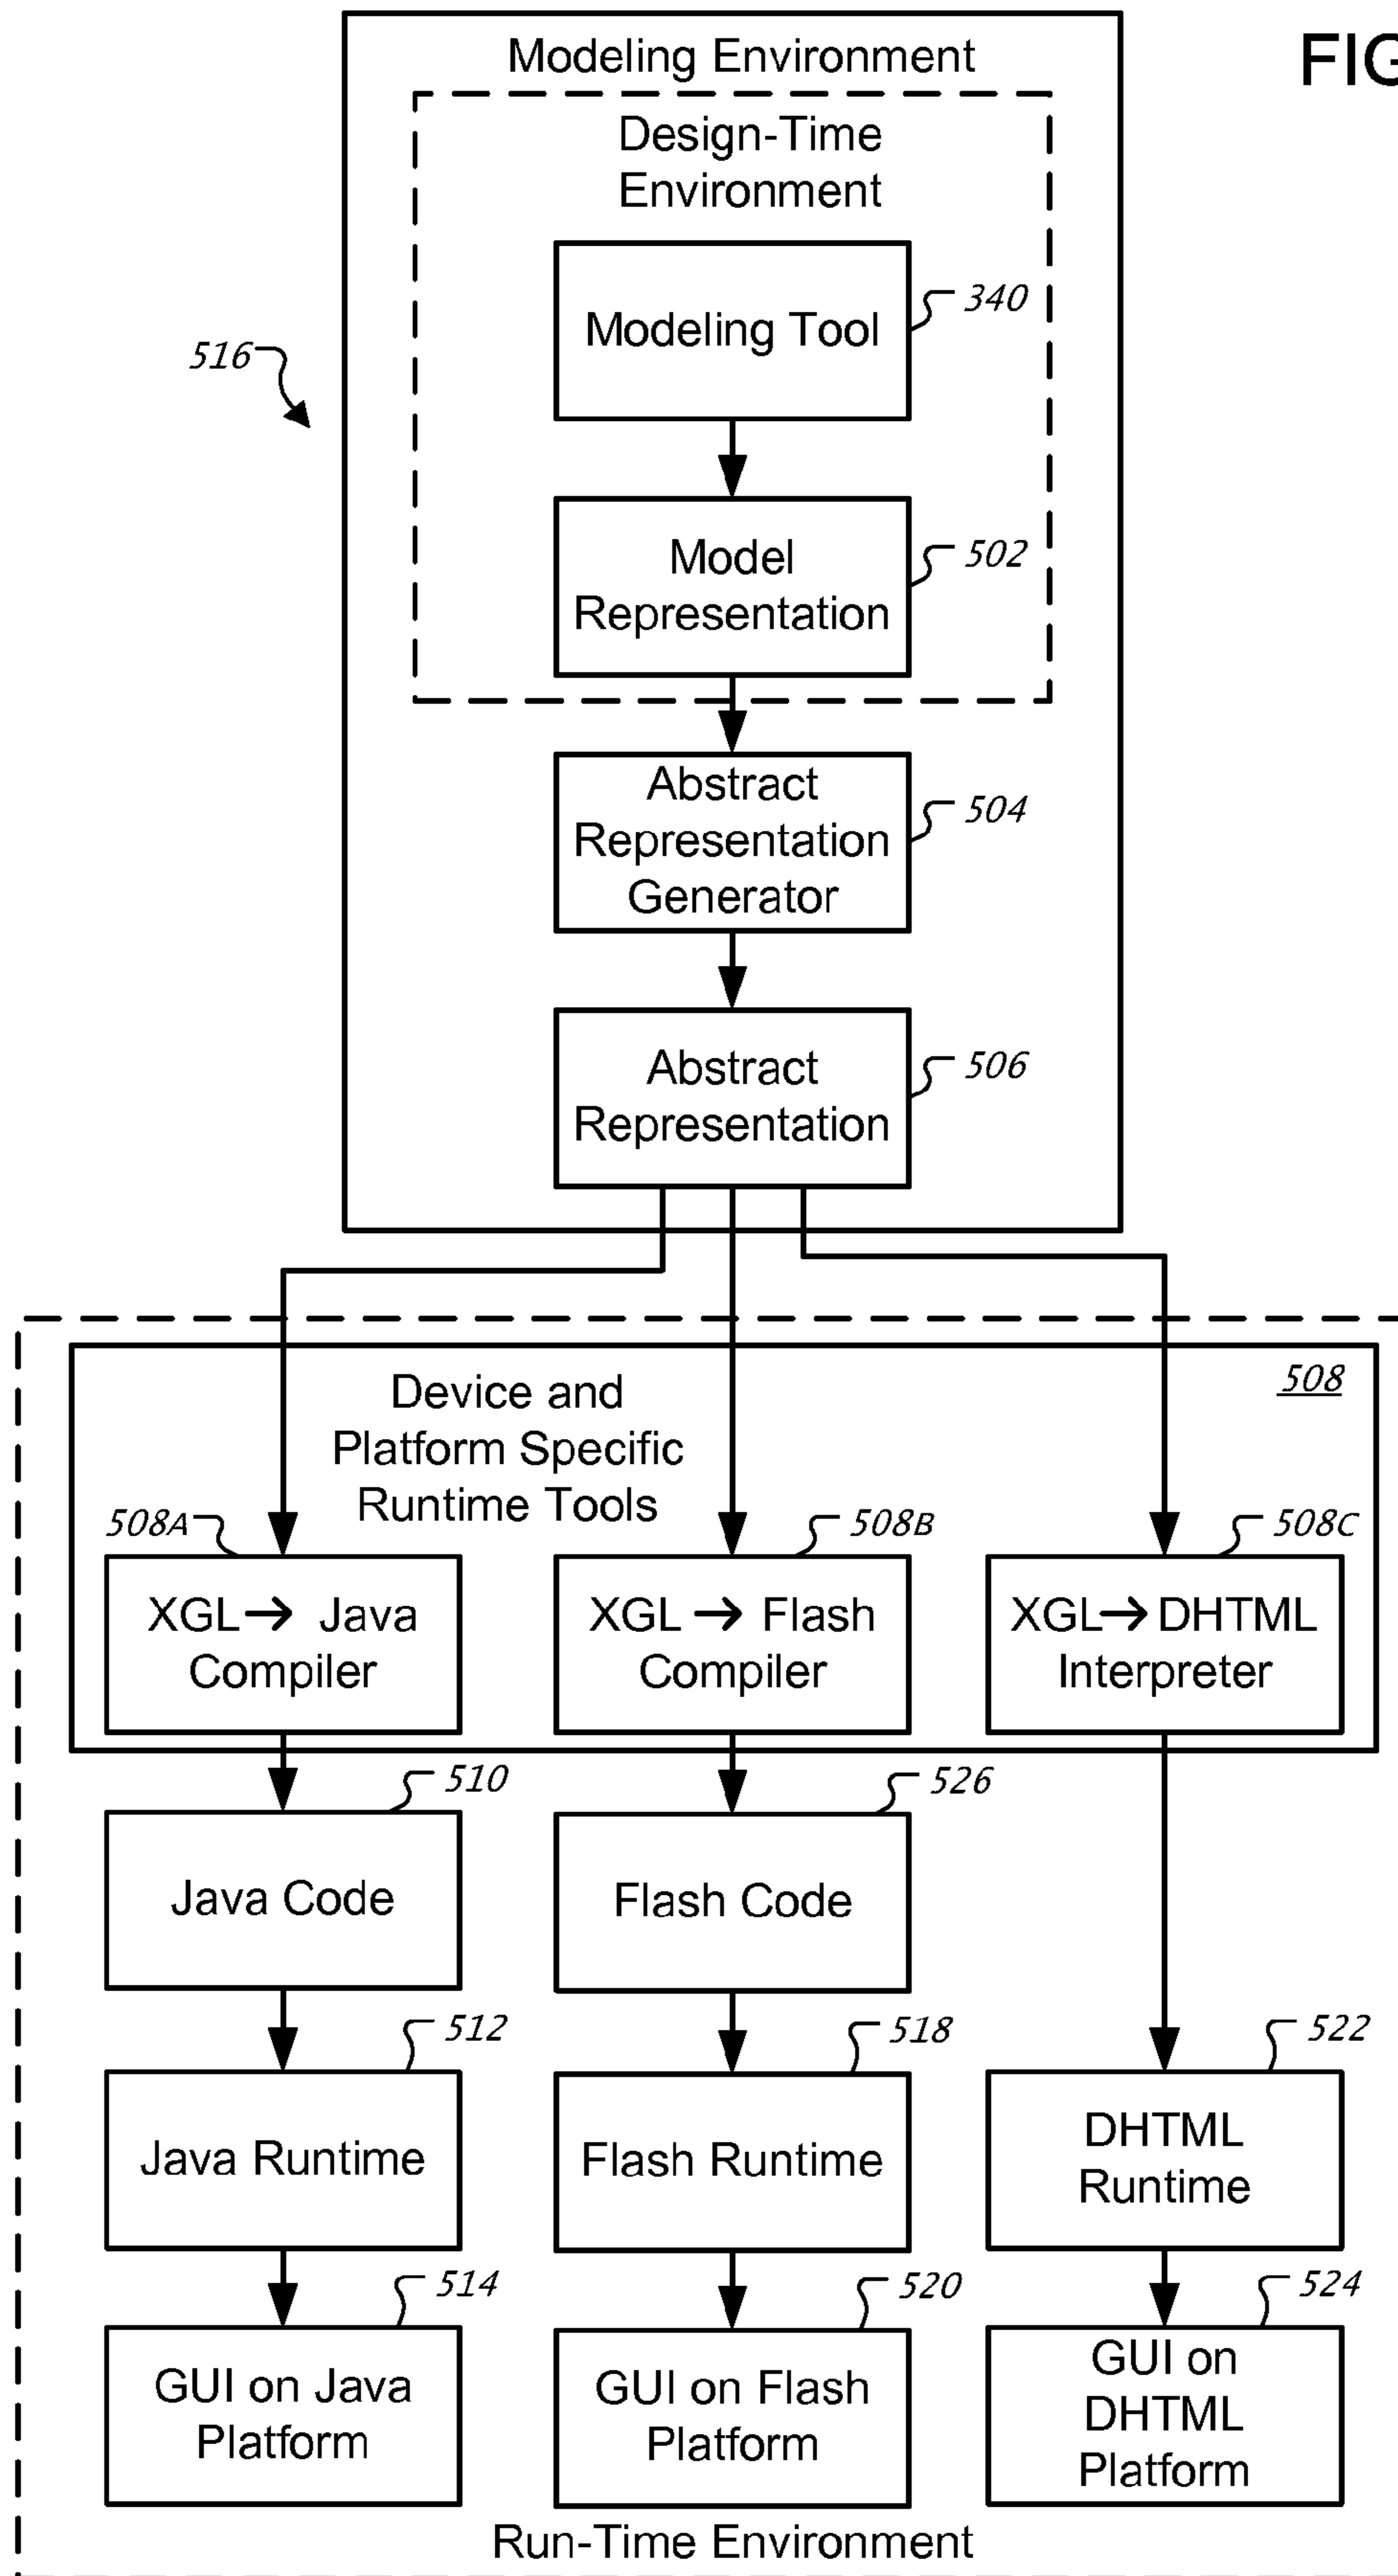 FIG
Modeling Environment
Design-Time
Environment
Modeling Tool
340
516
Model
Representation
502
Abstract
Representation
Generator
504
Abstract
Representation
506
508
Device and
Platform Specific
Runtime Tools
508A
508B
508C
XGL→ Java
Compiler
XGL → Flash
Compiler
XGL→DHTML
Interpreter
510
526
Java Code
Flash Code
512
518
522
Java Runtime
Flash Runtime
DHTML
Runtime
514
520
524
GUI on Java
Platform
GUI on Flash
Platform
GUI on
DHTML
Platform
Run-Time Environment